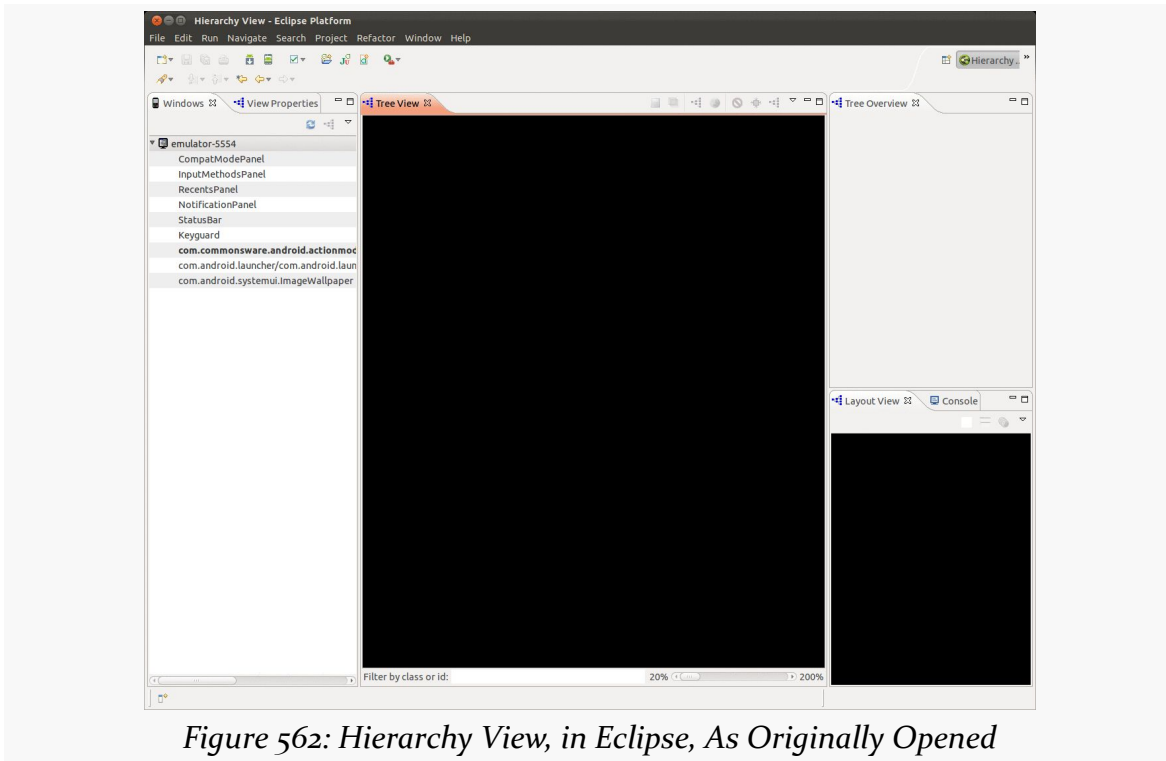 Hierarchy View - Eclipse Platform
File Edit Run Navigate Search Project Refactor Window Help
Hierarchy..
Windows
View Properties
Tree View
Tree Overview
emulator-5554
CompatModePanel
InputMethodsPanel
RecentsPanel
NotificationPanel
StatusBar
Keyguard
com.commonsware.android.actionmod
com.android.launcher/com.android.laun
com.android.systemui.ImageWallpaper
Layout View
Console
Filter by class or id:
20%
200%
Figure 562: Hierarchy View, in Eclipse, As Originally Opened